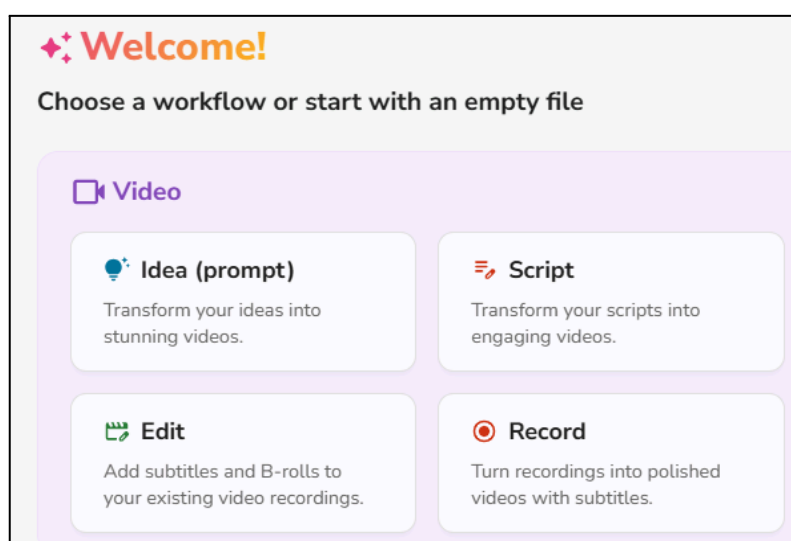 Welcome!
Choose a workflow or start with an empty file
Video
Idea (prompt)
Transform your ideas into
stunning videos.
Script
Transform your scripts into
engaging videos.
Edit
Add subtitles and B-rolls to
your existing video recordings.
Record
Turn recordings into polished
videos with subtitles.